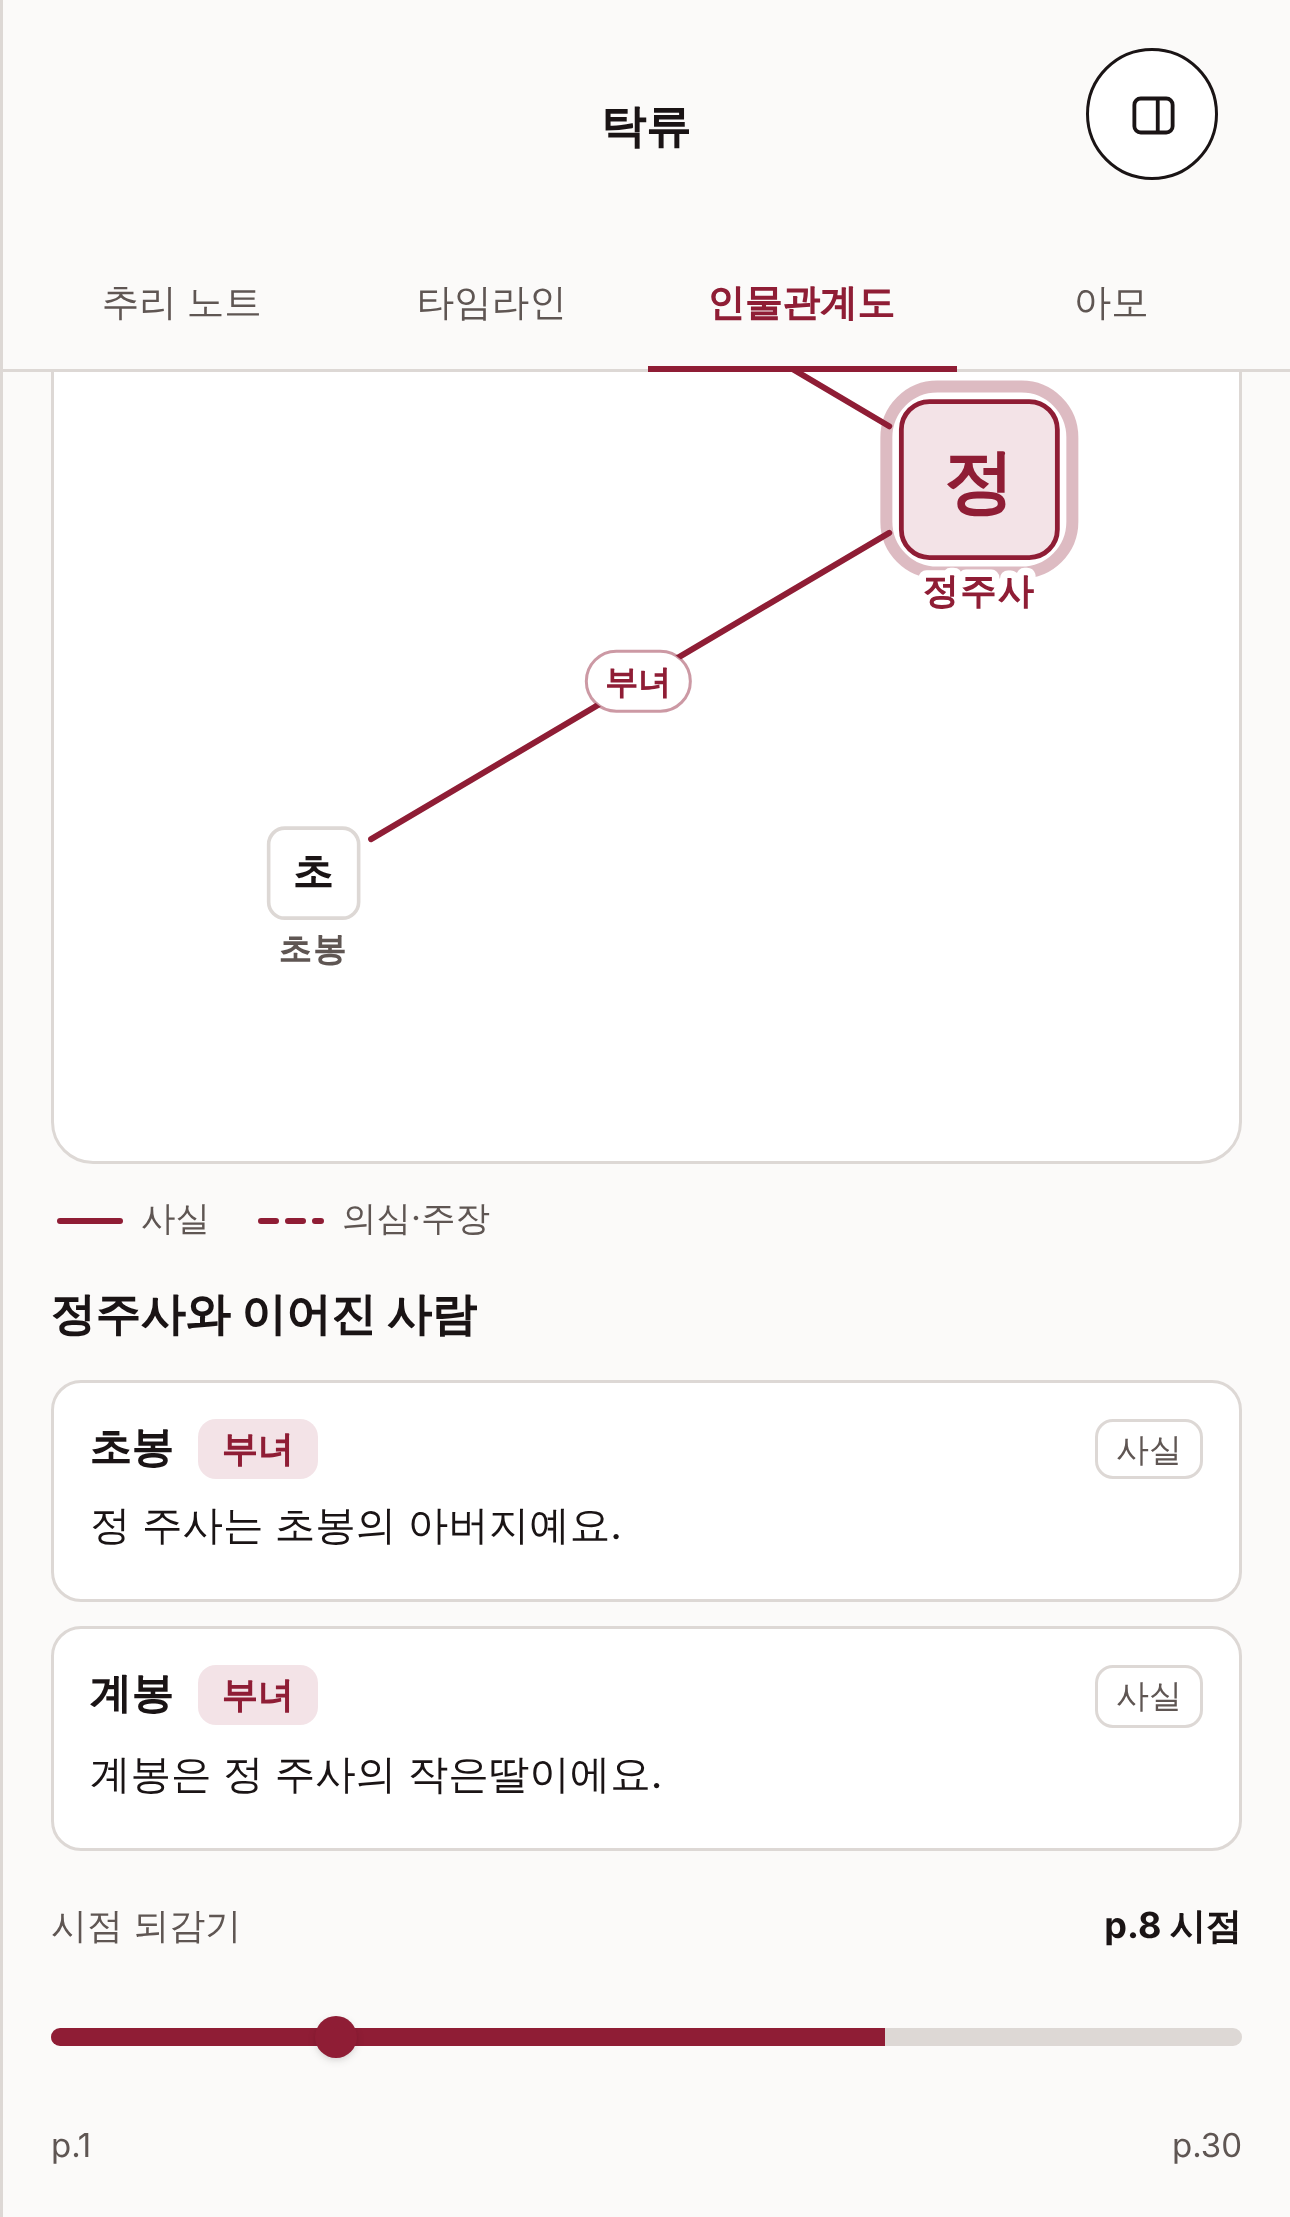 탁류
추리 노트 타임라인 인물관계도 아모
정
정주사
부녀
초
초봉
사실 의심·주장
정주사와 이어진 사람
초봉 부녀 사실
정 주사는 초봉의 아버지예요.
계봉 부녀 사실
계봉은 정 주사의 작은딸이에요.
시점 되감기 p.8 시점
p.1 p.30